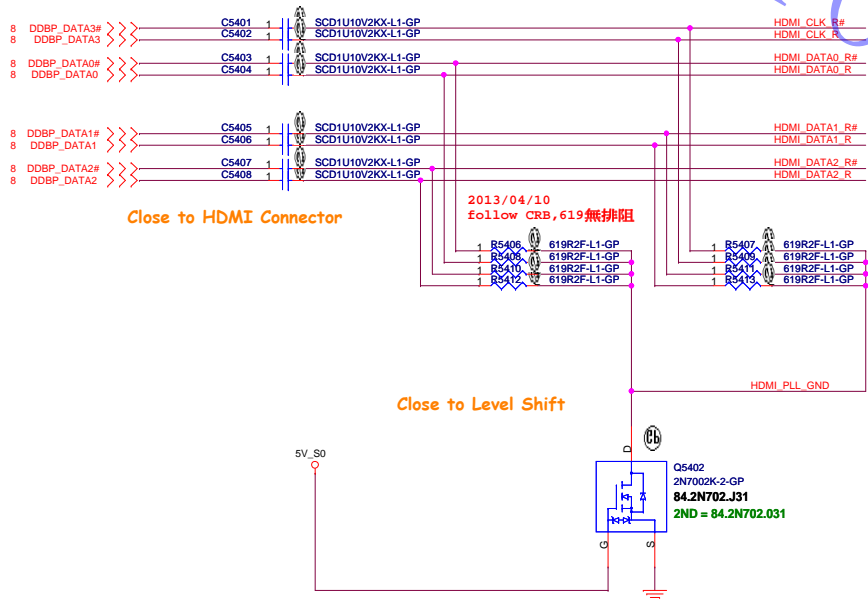 8 DDBP_DATA3# C5401 1 SCD1U10V2KX-L1-GP HDMI_CLK_R#
8 DDBP_DATA3 C5402 1 SCD1U10V2KX-L1-GP HDMI_CLK_R
8 DDBP_DATA0# C5403 1 SCD1U10V2KX-L1-GP HDMI_DATA0_R#
8 DDBP_DATA0 C5404 1 SCD1U10V2KX-L1-GP HDMI_DATA0_R
8 DDBP_DATA1# C5405 1 SCD1U10V2KX-L1-GP HDMI_DATA1_R#
8 DDBP_DATA1 C5406 1 SCD1U10V2KX-L1-GP HDMI_DATA1_R
8 DDBP_DATA2# C5407 1 SCD1U10V2KX-L1-GP HDMI_DATA2_R#
8 DDBP_DATA2 C5408 1 SCD1U10V2KX-L1-GP HDMI_DATA2_R
Close to HDMI Connector
2013/04/10
follow CRB,619無排阻
1 R5406 619R2F-L1-GP 1 R5407 619R2F-L1-GP
1 R5408 619R2F-L1-GP 1 R5409 619R2F-L1-GP
1 R5410 619R2F-L1-GP 1 R5411 619R2F-L1-GP
1 R5412 619R2F-L1-GP 1 R5413 619R2F-L1-GP
HDMI_PLL_GND
Close to Level Shift
5V_S0
D
Q5402
2N7002K-2-GP
84.2N702.J31
2ND = 84.2N702.031
G S